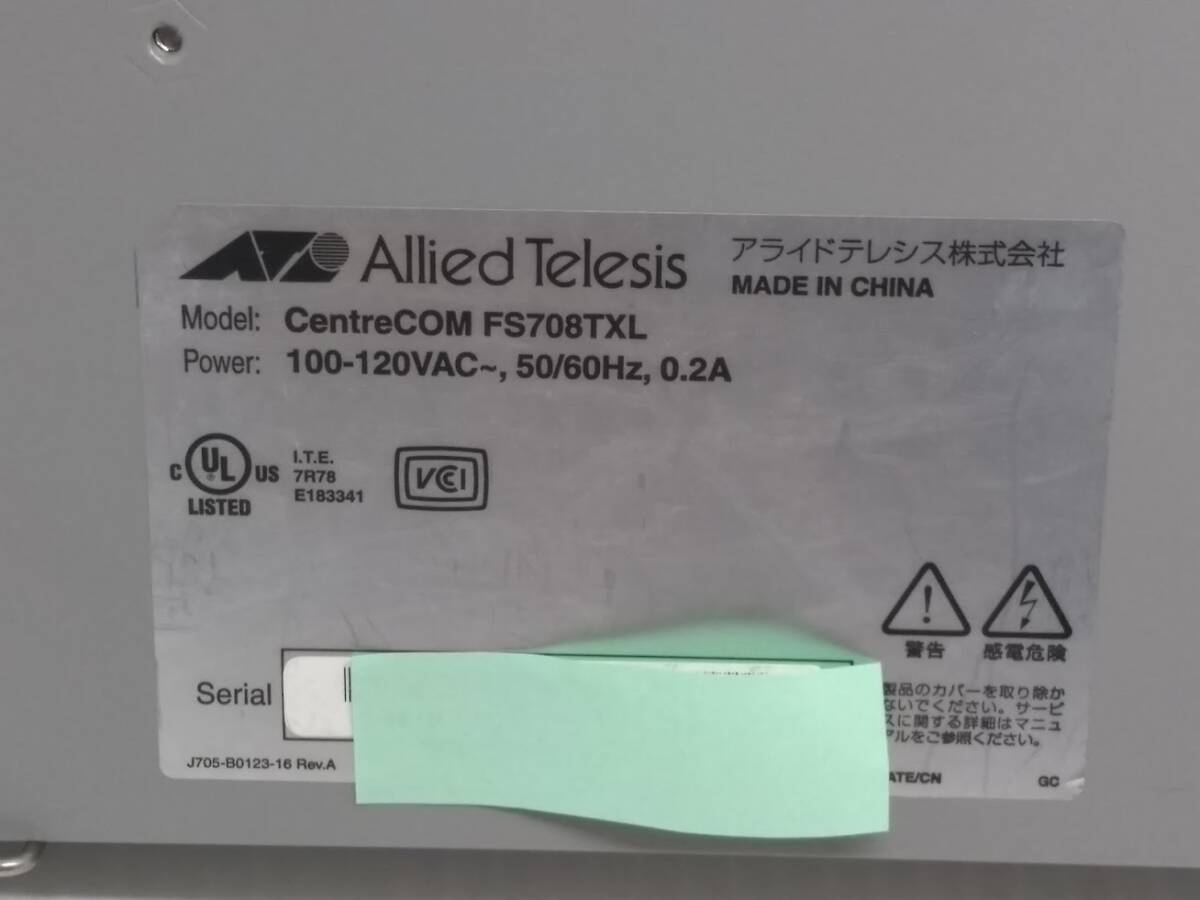 Allied Telesis
アライドテレシス株式会社
MADE IN CHINA
Model: CentreCOM FS708TXL
Power: 100-120VAC~, 50/60Hz, 0.2A
C UL US
LISTED
I.T.E.
7R78
E183341
VCCI
警告
感電危険
製品のカバーを取り除か
ないでください。サービ
スに関する詳細はマニュ
アルをご参照ください。
Serial
J705-B0123-16 Rev.A
ATE/CN
GC